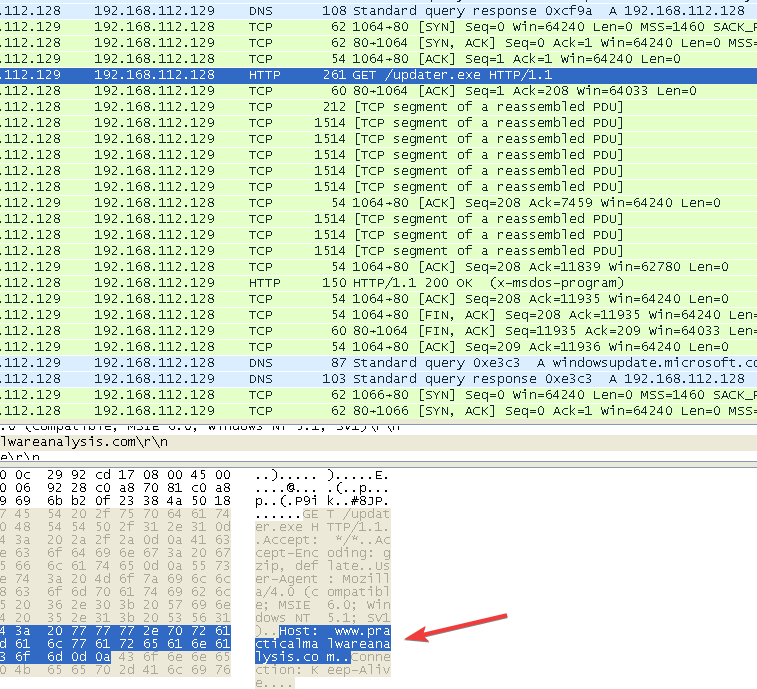 .112.128 192.168.112.129 DNS 108 Standard query response 0xcf9a A 192.168.112.128
.112.129 192.168.112.128 TCP 62 1064→80 [SYN] Seq=0 Win=64240 Len=0 MSS=1460 SACK_P
.112.128 192.168.112.129 TCP 62 80→1064 [SYN, ACK] Seq=0 Ack=1 Win=64240 Len=0 MSS=
.112.129 192.168.112.128 TCP 54 1064→80 [ACK] Seq=1 Ack=1 Win=64240 Len=0
.112.129 192.168.112.128 HTTP 261 GET /updater.exe HTTP/1.1
.112.128 192.168.112.129 TCP 60 80→1064 [ACK] Seq=1 Ack=208 Win=64033 Len=0
.112.128 192.168.112.129 TCP 212 [TCP segment of a reassembled PDU]
.112.128 192.168.112.129 TCP 1514 [TCP segment of a reassembled PDU]
.112.128 192.168.112.129 TCP 1514 [TCP segment of a reassembled PDU]
.112.128 192.168.112.129 TCP 1514 [TCP segment of a reassembled PDU]
.112.128 192.168.112.129 TCP 1514 [TCP segment of a reassembled PDU]
.112.128 192.168.112.129 TCP 1514 [TCP segment of a reassembled PDU]
.112.129 192.168.112.128 TCP 54 1064→80 [ACK] Seq=208 Ack=7459 Win=64240 Len=0
.112.128 192.168.112.129 TCP 1514 [TCP segment of a reassembled PDU]
.112.128 192.168.112.129 TCP 1514 [TCP segment of a reassembled PDU]
.112.128 192.168.112.129 TCP 1514 [TCP segment of a reassembled PDU]
.112.129 192.168.112.128 TCP 54 1064→80 [ACK] Seq=208 Ack=11839 Win=62780 Len=0
.112.128 192.168.112.129 HTTP 150 HTTP/1.1 200 OK (x-msdos-program)
.112.129 192.168.112.128 TCP 54 1064→80 [ACK] Seq=208 Ack=11935 Win=64240 Len=0
.112.129 192.168.112.128 TCP 54 1064→80 [FIN, ACK] Seq=208 Ack=11935 Win=64240 Len=
.112.128 192.168.112.129 TCP 60 80→1064 [FIN, ACK] Seq=11935 Ack=209 Win=64033 Len=
.112.129 192.168.112.128 TCP 54 1064→80 [ACK] Seq=209 Ack=11936 Win=64240 Len=0
.112.129 192.168.112.128 DNS 87 Standard query 0xe3c3 A windowsupdate.microsoft.co
.112.128 192.168.112.129 DNS 103 Standard query response 0xe3c3 A 192.168.112.128
.112.129 192.168.112.128 TCP 62 1066→80 [SYN] Seq=0 Win=64240 Len=0 MSS=1460 SACK_P
.112.128 192.168.112.129 TCP 62 80→1066 [SYN, ACK] Seq=0 Ack=1 Win=64240 Len=0 MSS=
.0 (compatible; MSIE 6.0; Windows NT 5.1; SV1)\r\n
lwareanalysis.com\r\n
e\r\n
0 0c 29 92 cd 17 08 00 45 00 ..)..... ).....E.
0 06 92 28 c0 a8 70 81 c0 a8 ....@... .(..p...
9 69 6b b2 0f 23 38 4a 50 18 p..(.P9i k..#8JP.
7 45 54 20 2f 75 70 64 61 74 ......GE T /updat
0 48 54 54 50 2f 31 2e 31 0d er.exe H TTP/1.1.
4 3a 20 2a 2f 2a 0d 0a 41 63 .Accept: */*..Ac
e 63 6f 64 69 6e 67 3a 20 67 cept-Enc oding: g
5 66 6c 61 74 65 0d 0a 55 73 zip, def late..Us
e 74 3a 20 4d 6f 7a 69 6c 6c er-Agent : Mozill
8 63 6f 6d 70 61 74 69 62 6c a/4.0 (c ompatibl
5 20 36 2e 30 3b 20 57 69 6e e; MSIE 6.0; Win
4 20 35 2e 31 3b 20 53 56 31 dows NT 5.1; SV1
4 3a 20 77 77 77 2e 70 72 61 )..Host: www.pra
d 61 6c 77 61 72 65 61 6e 61 cticalma lwareana
3 6f 6d 0d 0a 43 6f 6e 6e 65 lysis.co m..Conne
0 4b 65 65 70 2d 41 6c 69 76 ction: K eep-Aliv
e....